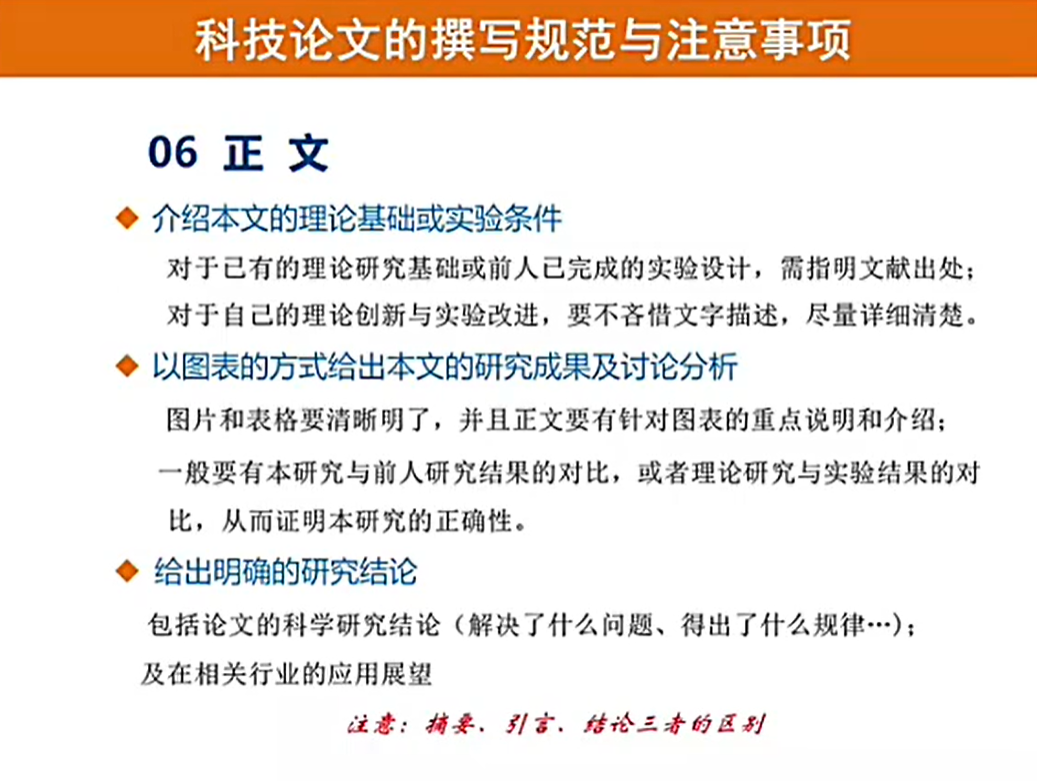 科技论文的撰写规范与注意事项
06 正 文
介绍本文的理论基础或实验条件
对于已有的理论研究基础或前人已完成的实验设计，需指明文献出处；
对于自己的理论创新与实验改进，要不吝惜文字描述，尽量详细清楚。
以图表的方式给出本文的研究成果及讨论分析
图片和表格要清晰明了，并且正文要有针对图表的重点说明和介绍；
一般要有本研究与前人研究结果的对比，或者理论研究与实验结果的对
比，从而证明本研究的正确性。
给出明确的研究结论
包括论文的科学研究结论（解决了什么问题、得出了什么规律…）；
及在相关行业的应用展望
注意：摘要、引言、结论三者的区别